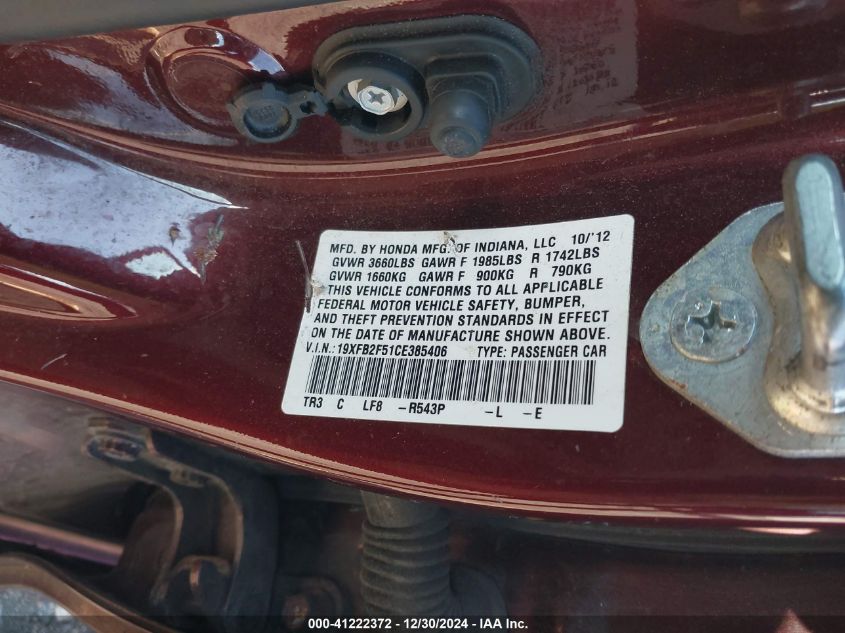 MFD. BY HONDA MFG. OF INDIANA, LLC 10/'12
GVWR 3660LBS GAWR F 1985LBS R 1742LBS
GVWR 1660KG GAWR F 900KG R 790KG
THIS VEHICLE CONFORMS TO ALL APPLICABLE
FEDERAL MOTOR VEHICLE SAFETY, BUMPER,
AND THEFT PREVENTION STANDARDS IN EFFECT
ON THE DATE OF MANUFACTURE SHOWN ABOVE.
V.I.N.: 19XFB2F51CE385406 TYPE: PASSENGER CAR
TR3 C LF8 -R543P -L -E
000-41222372 - 12/30/2024 - IAA Inc.